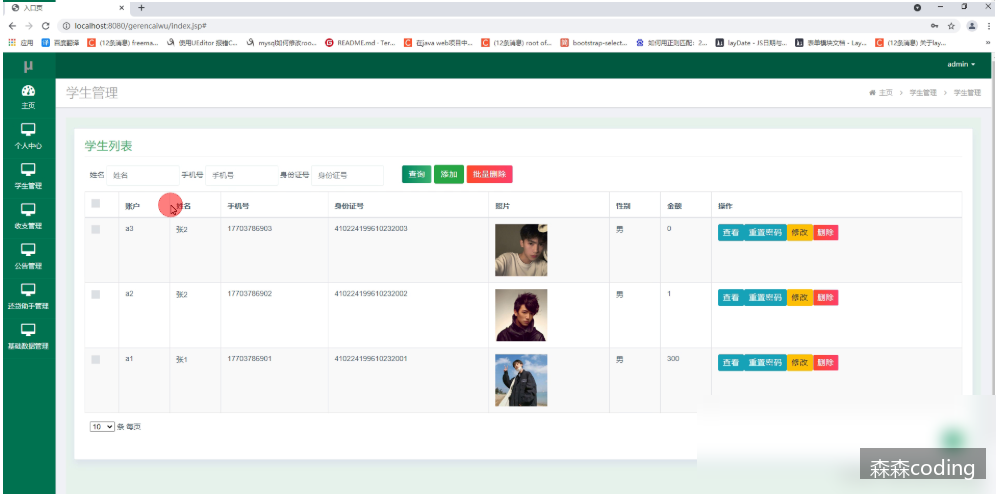 入口页
localhost:8080/gerencaiwu/index.jsp#
应用 百度翻译 (12条消息) freema... 使用UEditor 报错C... mysql如何修改roo... README.md · Ter... 在java web项目中... (12条消息) root of... bootstrap-select... 如何用正则匹配：2... layDate - JS日期与... 表单模块文档 - Lay... (12条消息) 关于lay...
μ
admin
主页
个人中心
学生管理
收支管理
公告管理
基础数据管理
学生管理
主页 > 学生管理 > 学生管理
学生列表
姓名 姓名 手机号 手机号 身份证号 身份证号 查询 添加 批量删除
账户 姓名 手机号 身份证号 照片 性别 金额 操作
a3 张2 17703786903 410224199610232003 男 0 查看 重置密码 修改 删除
a2 张2 17703786902 410224199610232002 男 1 查看 重置密码 修改 删除
a1 张1 17703786901 410224199610232001 男 300 查看 重置密码 修改 删除
10 条 每页
森森coding